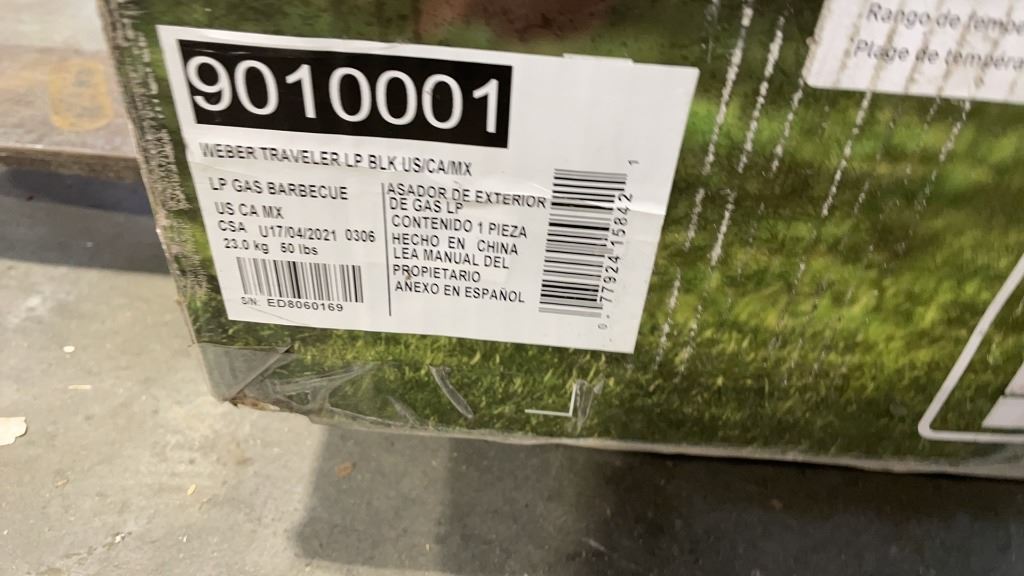 9010001
WEBER TRAVELER LP BLK US/CA/MX
LP GAS BARBECUE
US CA MX
CSA U17/04/2021 0306
23.0 kg 50 lbs
S/N: ED8060169
ASADOR DE EXTERIOR
DE GAS LP
CONTENIDO 1 PIEZA
HECHO EN CHINA
LEA MANUAL DEL
PROPIETARIO
ANEXO EN ESPAÑOL
0 77924 15842 1
Rango de
Plage de